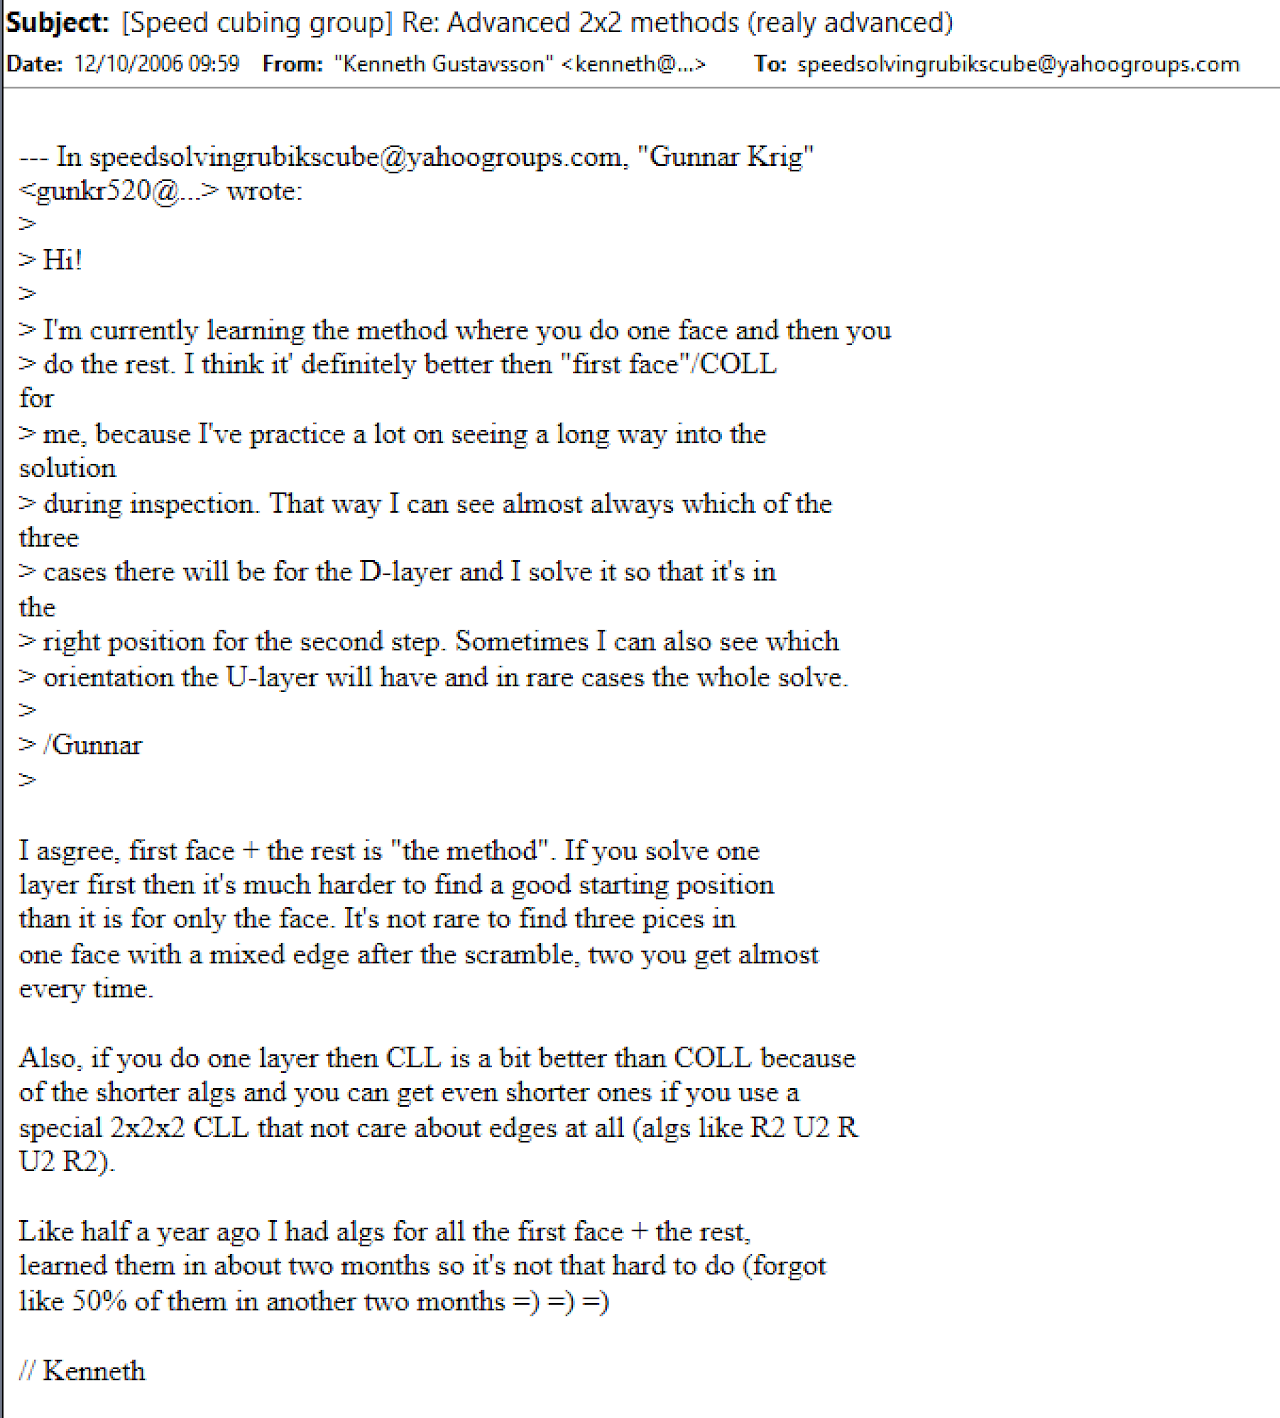 Subject: [Speed cubing group] Re: Advanced 2x2 methods (realy advanced)
Date: 12/10/2006 09:59 From: "Kenneth Gustavsson" <kenneth@...> To: speedsolvingrubikscube@yahoogroups.com
--- In speedsolvingrubikscube@yahoogroups.com, "Gunnar Krig"
<gunkr520@...> wrote:
>
> Hi!
>
> I'm currently learning the method where you do one face and then you
> do the rest. I think it' definitely better then "first face"/COLL
for
> me, because I've practice a lot on seeing a long way into the
solution
> during inspection. That way I can see almost always which of the
three
> cases there will be for the D-layer and I solve it so that it's in
the
> right position for the second step. Sometimes I can also see which
> orientation the U-layer will have and in rare cases the whole solve.
>
> /Gunnar
>
I asgree, first face + the rest is "the method". If you solve one
layer first then it's much harder to find a good starting position
than it is for only the face. It's not rare to find three pices in
one face with a mixed edge after the scramble, two you get almost
every time.
Also, if you do one layer then CLL is a bit better than COLL because
of the shorter algs and you can get even shorter ones if you use a
special 2x2x2 CLL that not care about edges at all (algs like R2 U2 R
U2 R2).
Like half a year ago I had algs for all the first face + the rest,
learned them in about two months so it's not that hard to do (forgot
like 50% of them in another two months =) =) =)
// Kenneth